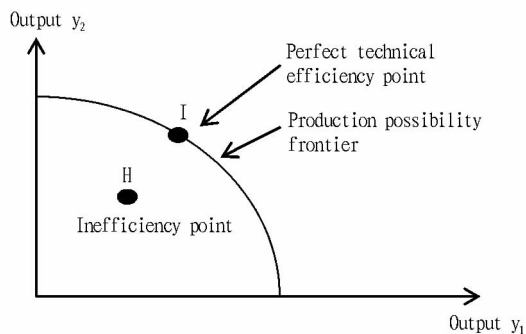 Output y₂
Perfect technical
efficiency point
I
Production possibility
frontier
H
Inefficiency point
Output y₁